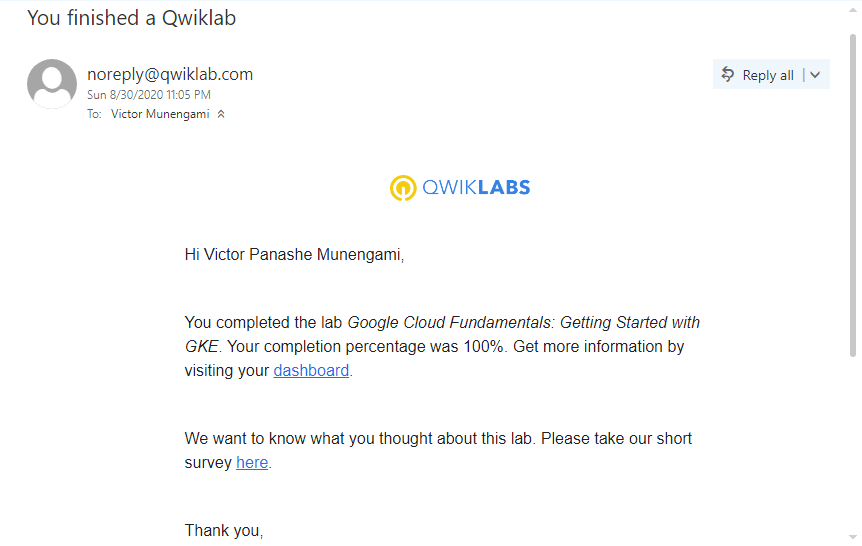 You finished a Qwiklab
noreply@qwiklab.com
Sun 8/30/2020 11:05 PM
To: Victor Munengami
Reply all
QWIKLABS
Hi Victor Panashe Munengami,
You completed the lab Google Cloud Fundamentals: Getting Started with
GKE. Your completion percentage was 100%. Get more information by
visiting your dashboard.
We want to know what you thought about this lab. Please take our short
survey here.
Thank you,